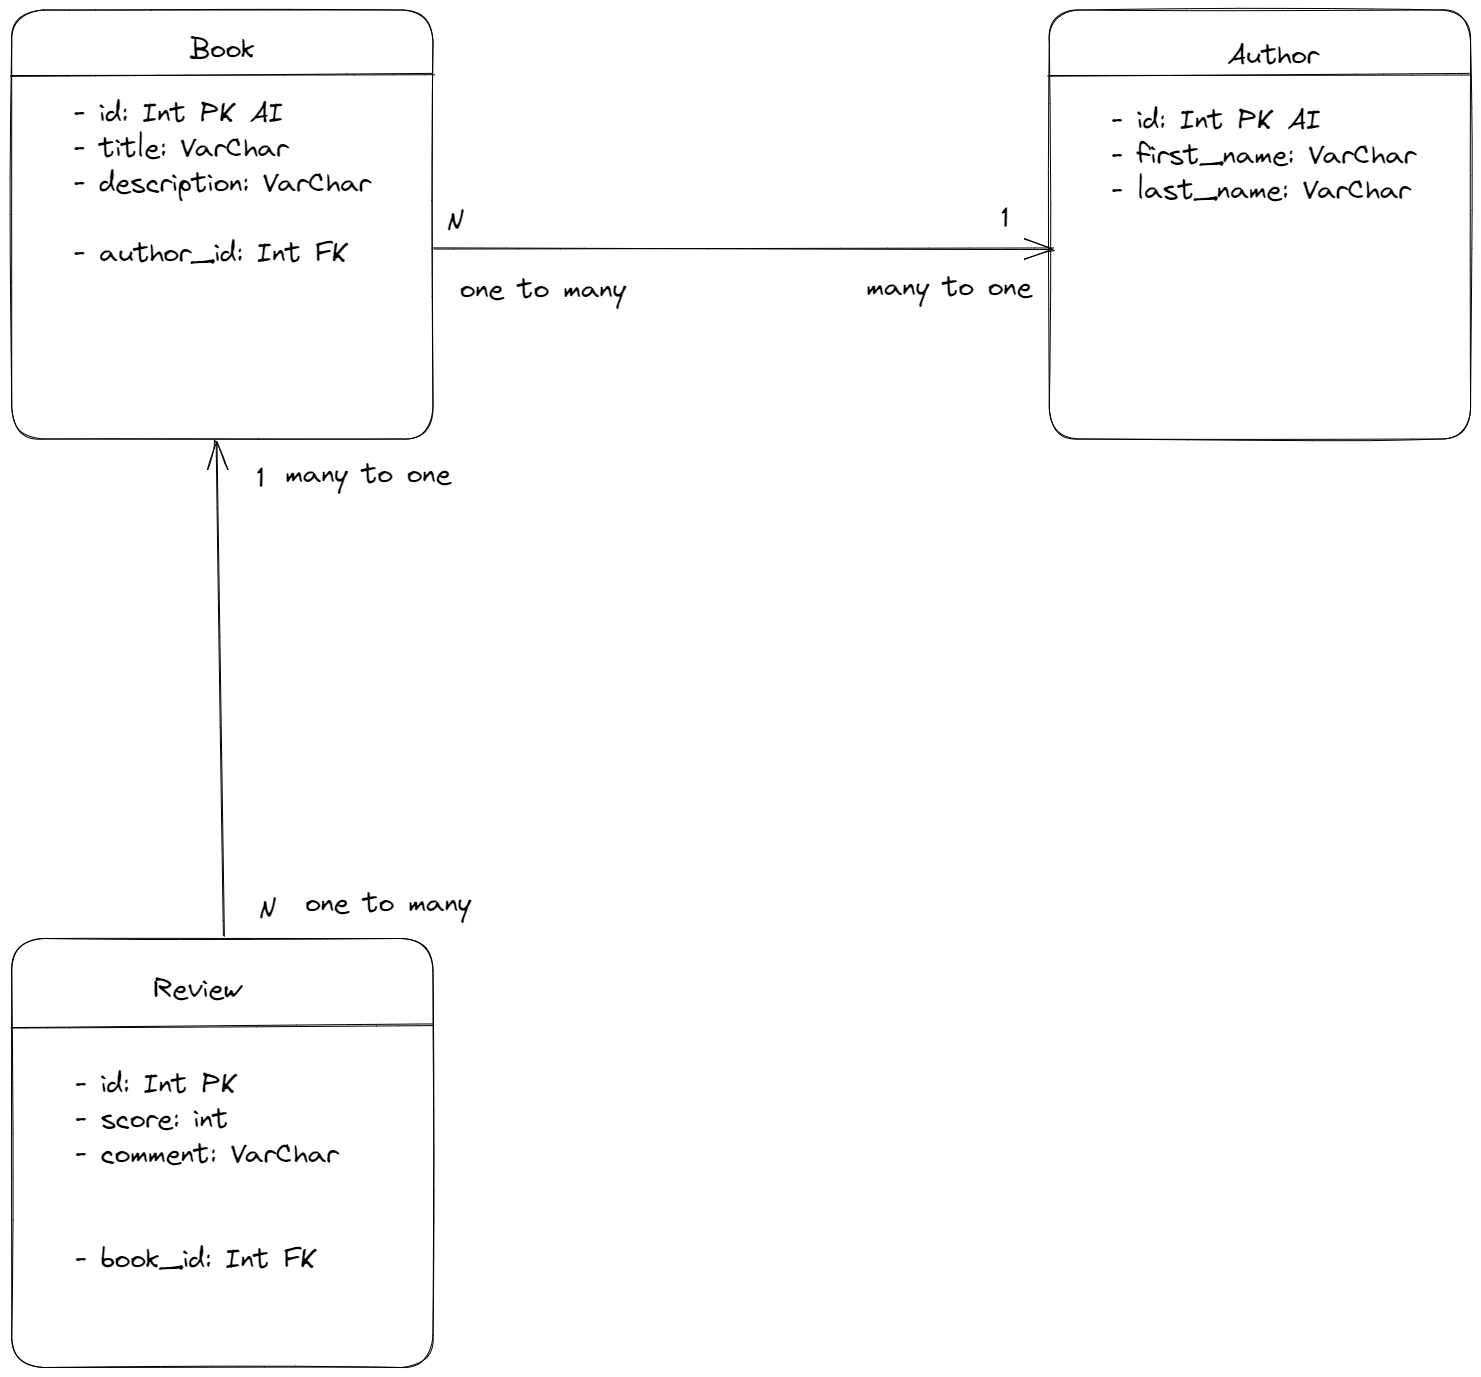 Book
- id: Int PK AI
- title: VarChar
- description: VarChar
- author_id: Int FK
N
1
one to many
many to one
Author
- id: Int PK AI
- first_name: VarChar
- last_name: VarChar
1 many to one
N one to many
Review
- id: Int PK
- score: int
- comment: VarChar
- book_id: Int FK